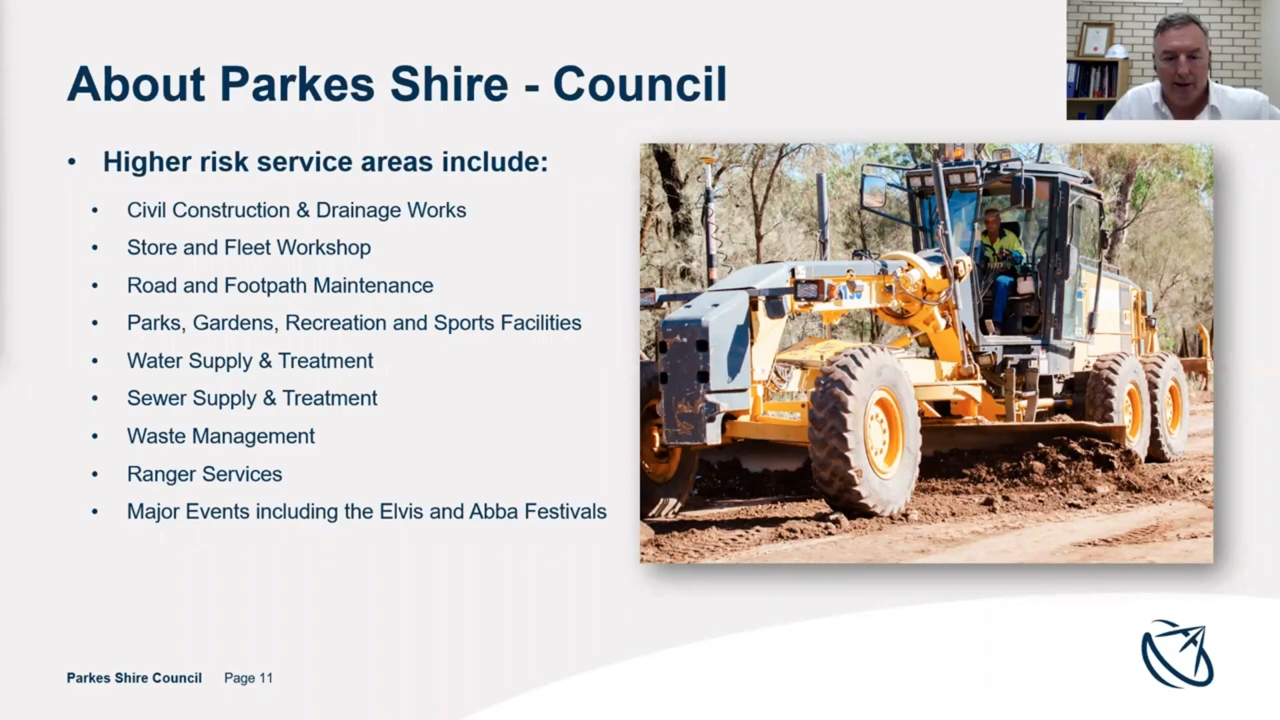 About Parkes Shire - Council
• Higher risk service areas include:
• Civil Construction & Drainage Works
• Store and Fleet Workshop
• Road and Footpath Maintenance
• Parks, Gardens, Recreation and Sports Facilities
• Water Supply & Treatment
• Sewer Supply & Treatment
• Waste Management
• Ranger Services
• Major Events including the Elvis and Abba Festivals
Parkes Shire Council Page 11